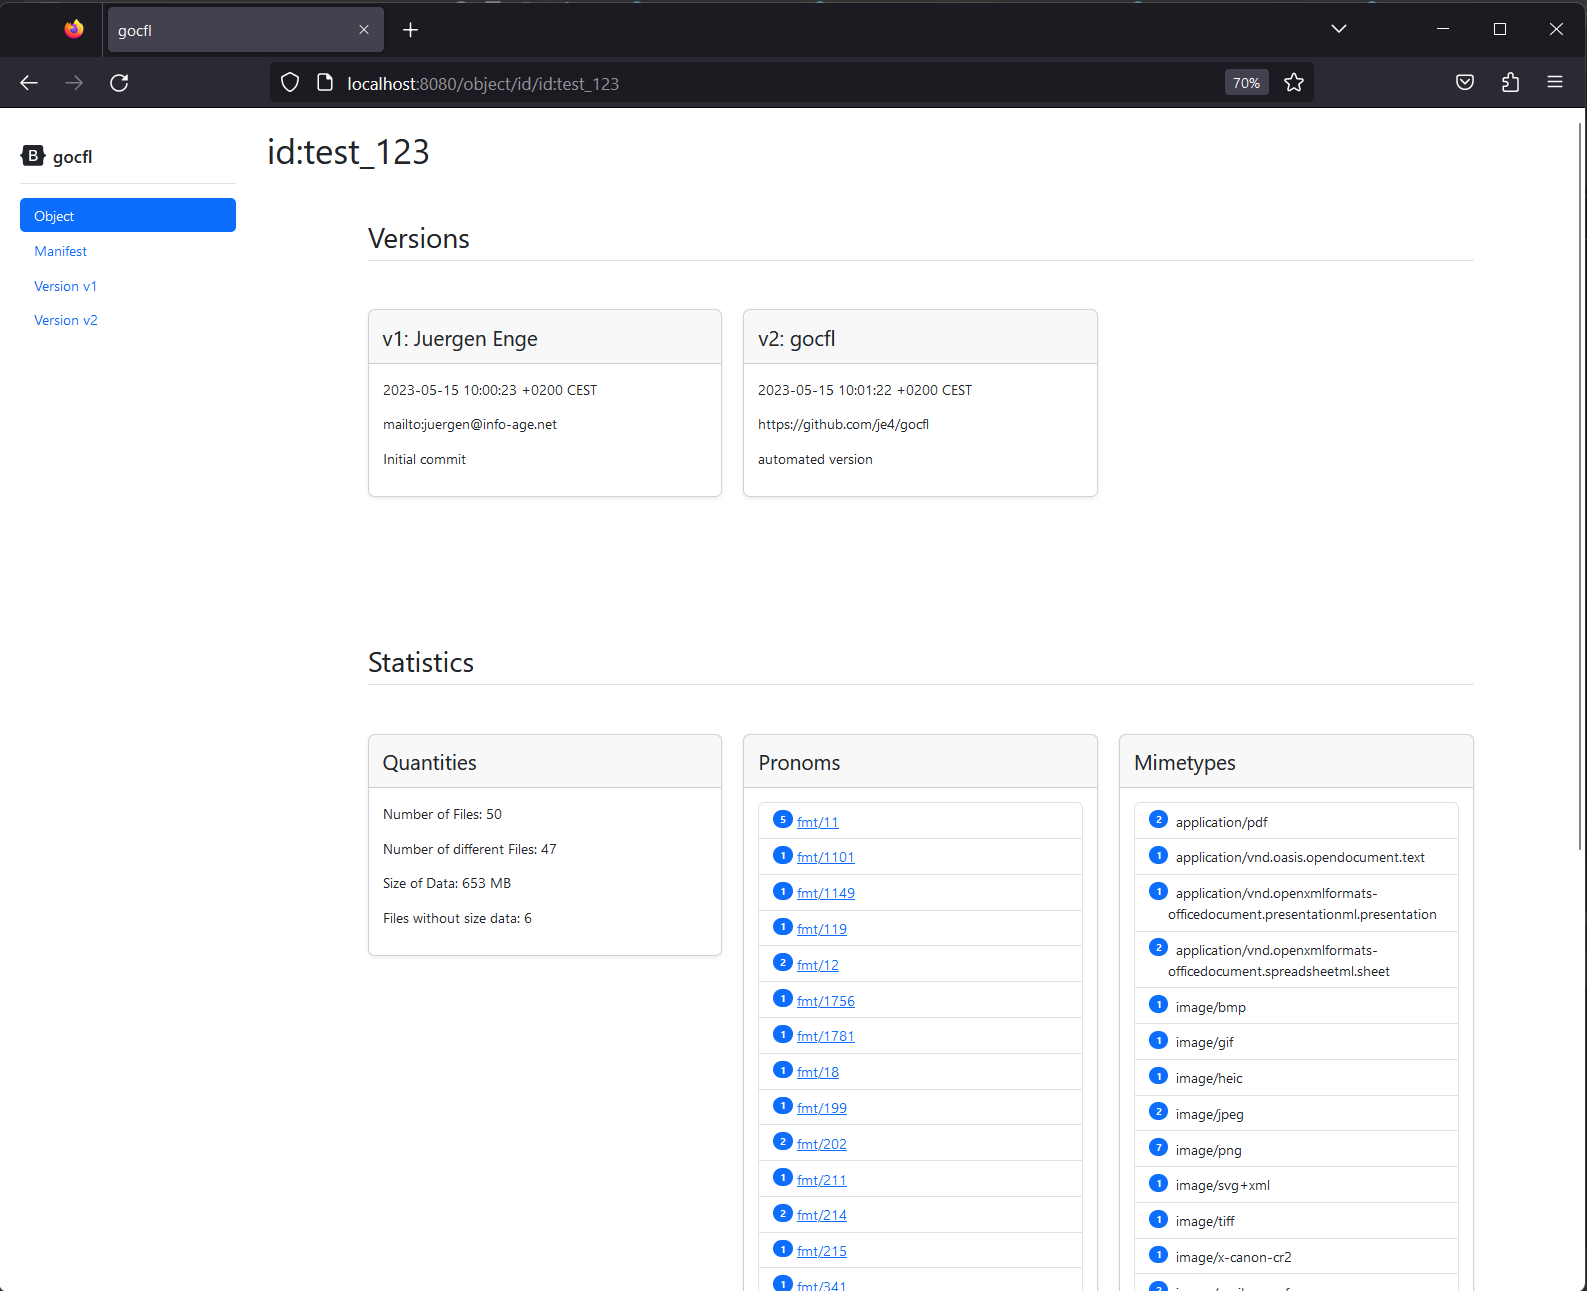 gocfl
localhost:8080/object/id/id:test_123
70%
B gocfl
Object
Manifest
Version v1
Version v2
id:test_123
Versions
v1: Juergen Enge
2023-05-15 10:00:23 +0200 CEST
mailto:juergen@info-age.net
Initial commit
v2: gocfl
2023-05-15 10:01:22 +0200 CEST
https://github.com/je4/gocfl
automated version
Statistics
Quantities
Number of Files: 50
Number of different Files: 47
Size of Data: 653 MB
Files without size data: 6
Pronoms
5 fmt/11
1 fmt/1101
1 fmt/1149
1 fmt/119
2 fmt/12
1 fmt/1756
1 fmt/1781
1 fmt/18
1 fmt/199
2 fmt/202
1 fmt/211
2 fmt/214
1 fmt/215
1 fmt/341
Mimetypes
2 application/pdf
1 application/vnd.oasis.opendocument.text
1 application/vnd.openxmlformats-
officedocument.presentationml.presentation
2 application/vnd.openxmlformats-
officedocument.spreadsheetml.sheet
1 image/bmp
1 image/gif
1 image/heic
2 image/jpeg
7 image/png
1 image/svg+xml
1 image/tiff
1 image/x-canon-cr2